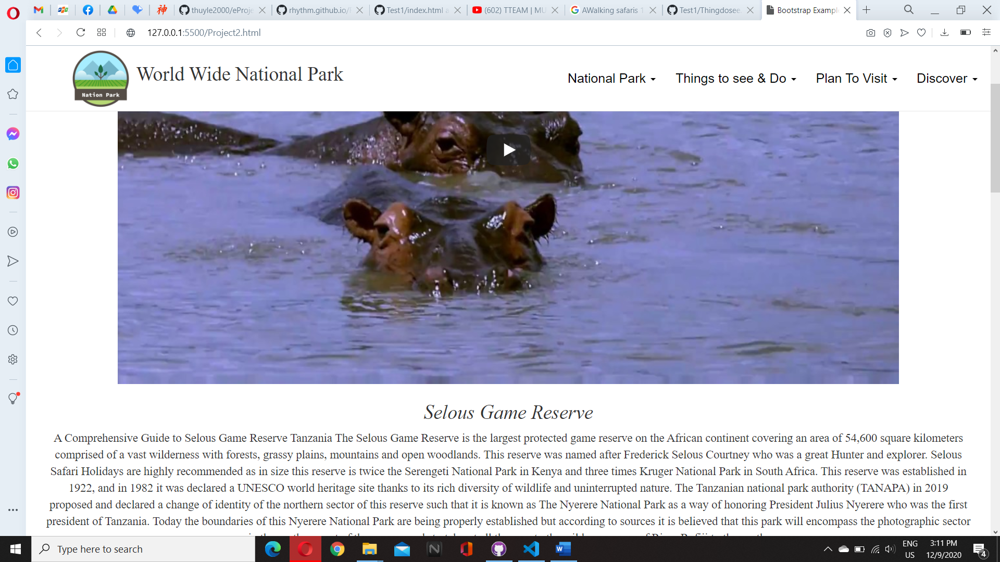 thuyle2000/eProje
rhythm.github.io/
Test1/index.html a
(602) TTEAM | MU
AWalking safaris 1
Test1/Thingdosee.
Bootstrap Exampl
127.0.0.1:5500/Project2.html
Nation Park
World Wide National Park
National Park
Things to see & Do
Plan To Visit
Discover
Selous Game Reserve
A Comprehensive Guide to Selous Game Reserve Tanzania The Selous Game Reserve is the largest protected game reserve on the African continent covering an area of 54,600 square kilometers
comprised of a vast wilderness with forests, grassy plains, mountains and open woodlands. This reserve was named after Frederick Selous Courtney who was a great Hunter and explorer. Selous
Safari Holidays are highly recommended as in size this reserve is twice the Serengeti National Park in Kenya and three times Kruger National Park in South Africa. This reserve was established in
1922, and in 1982 it was declared a UNESCO world heritage site thanks to its rich diversity of wildlife and uninterrupted nature. The Tanzanian national park authority (TANAPA) in 2019
proposed and declared a change of identity of the northern sector of this reserve such that it is known as The Nyerere National Park as a way of honoring President Julius Nyerere who was the first
president of Tanzania. Today the boundaries of this Nyerere National Park are being properly established but according to sources it is believed that this park will encompass the photographic sector
Type here to search
ENG
US
3:11 PM
12/9/2020
4